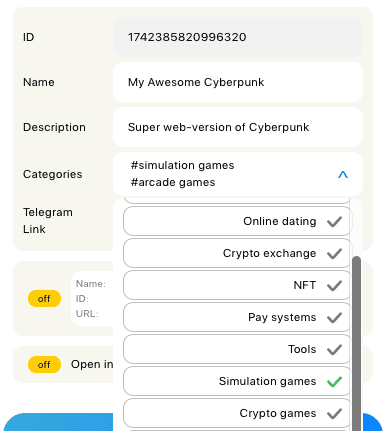 ID
1742385820996320
Name
My Awesome Cyberpunk
Description
Super web-version of Cyberpunk
Categories
#simulation games
#arcade games
Telegram
Link
Online dating
Crypto exchange
NFT
Pay systems
Tools
Simulation games
Crypto games
off
Name:
ID:
URL:
off
Open in